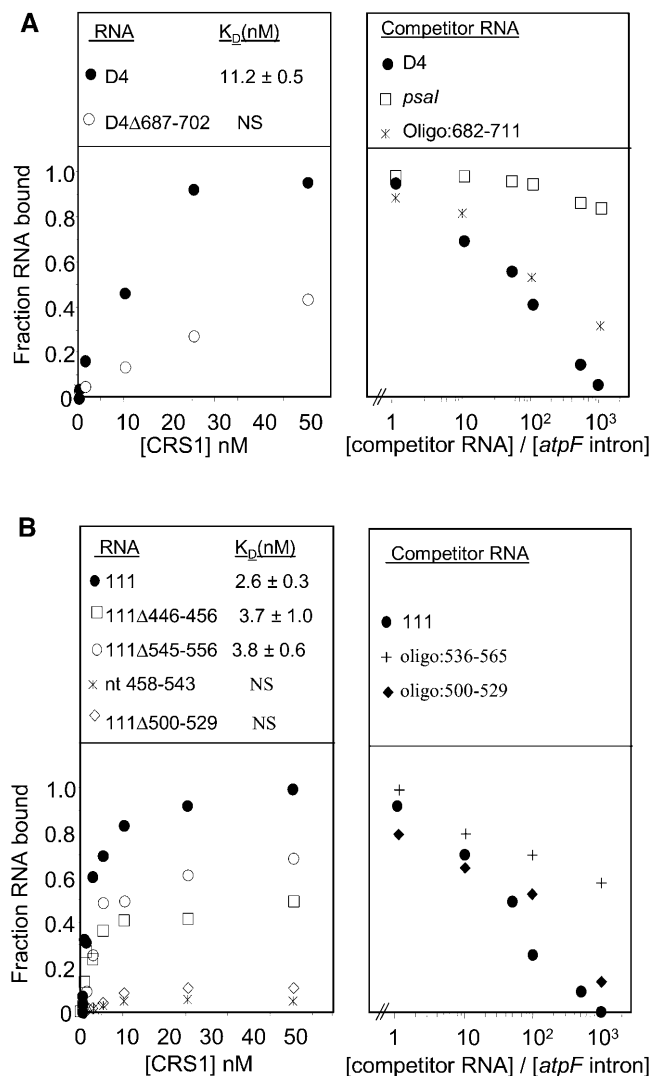 A
RNA K_D(nM)
D4 11.2 ± 0.5
D4Δ687-702 NS
Fraction RNA bound
1.0
0.8
0.6
0.4
0.2
0
0 10 20 30 40 50
[CRS1] nM
Competitor RNA
D4
psaI
Oligo:682-711
1 10 10² 10³
[competitor RNA] / [atpF intron]
B
RNA K_D(nM)
111 2.6 ± 0.3
111Δ446-456 3.7 ± 1.0
111Δ545-556 3.8 ± 0.6
nt 458-543 NS
111Δ500-529 NS
Fraction RNA bound
1.0
0.8
0.6
0.4
0.2
0
0 10 20 30 40 50
[CRS1] nM
Competitor RNA
111
oligo:536-565
oligo:500-529
1 10 10² 10³
[competitor RNA] / [atpF intron]